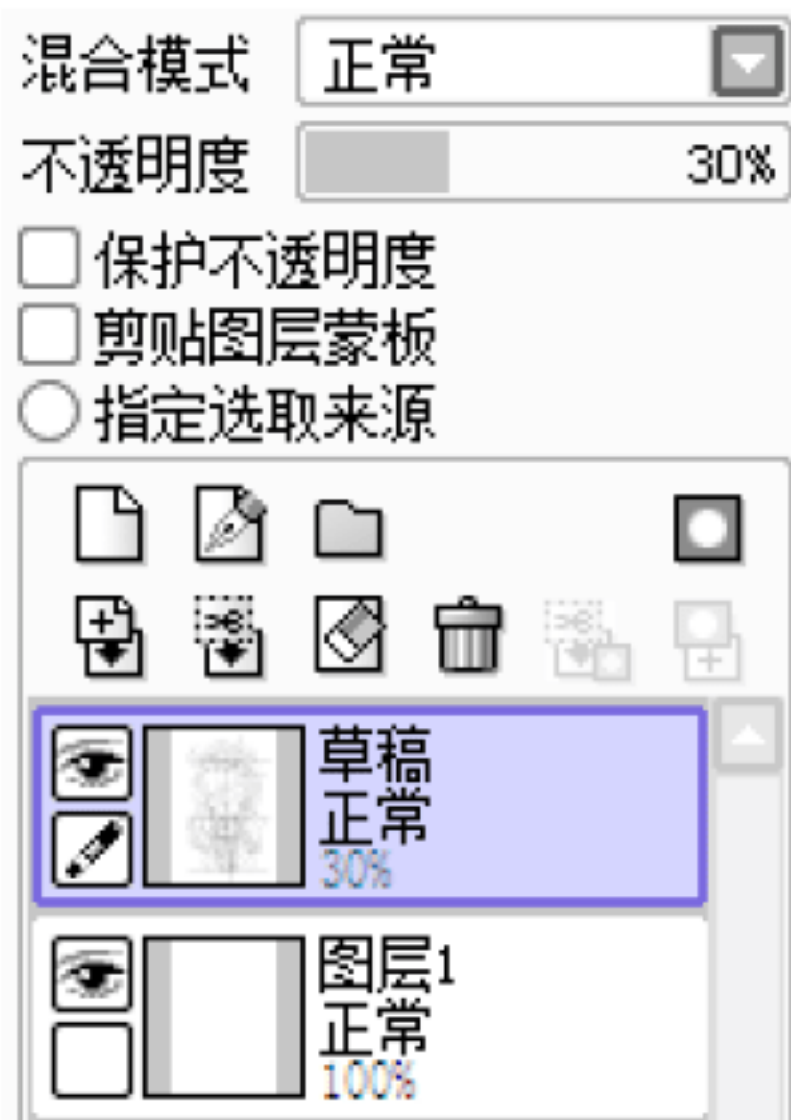 混合模式 正常
不透明度 30%
保护不透明度
剪贴图层蒙板
指定选取来源
草稿
正常
30%
图层1
正常
100%